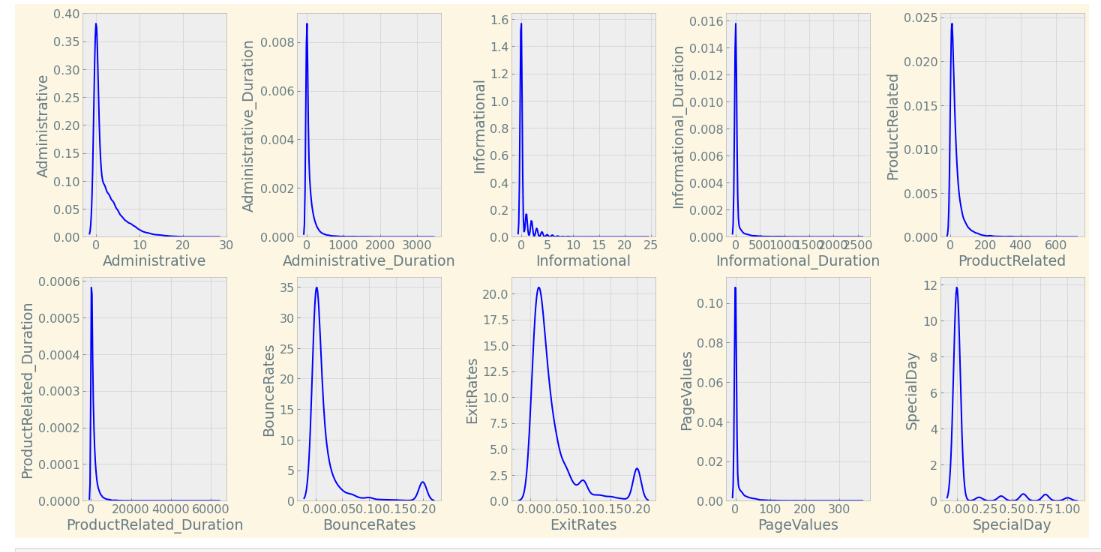 0.40
0.35
0.30
0.25
0.20
0.15
0.10
0.05
0.00
Administrative
0 10 20 30
Administrative
0.008
0.006
0.004
0.002
0.000
Administrative_Duration
0 1000 2000 3000
Administrative_Duration
1.6
1.4
1.2
1.0
0.8
0.6
0.4
0.2
0.0
Informational
0 5 10 15 20 25
Informational
0.016
0.014
0.012
0.010
0.008
0.006
0.004
0.002
0.000
Informational_Duration
0 500 1000 1500 2000 2500
Informational_Duration
0.025
0.020
0.015
0.010
0.005
0.000
ProductRelated
0 200 400 600
ProductRelated
0.0006
0.0005
0.0004
0.0003
0.0002
0.0001
0.0000
ProductRelated_Duration
0 20000 40000 60000
ProductRelated_Duration
35
30
25
20
15
10
5
0
BounceRates
0.00 0.05 0.10 0.15 0.20
BounceRates
20.0
17.5
15.0
12.5
10.0
7.5
5.0
2.5
0.0
ExitRates
0.00 0.05 0.10 0.15 0.20
ExitRates
0.10
0.08
0.06
0.04
0.02
0.00
PageValues
0 100 200 300
PageValues
12
10
8
6
4
2
0
SpecialDay
0.00 0.25 0.50 0.75 1.00
SpecialDay